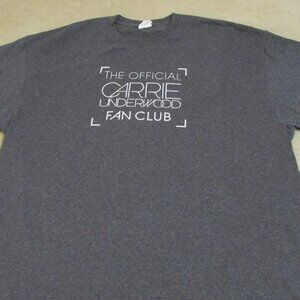 THE OFFICIAL
CARRIE
UNDERWOOD
FAN CLUB